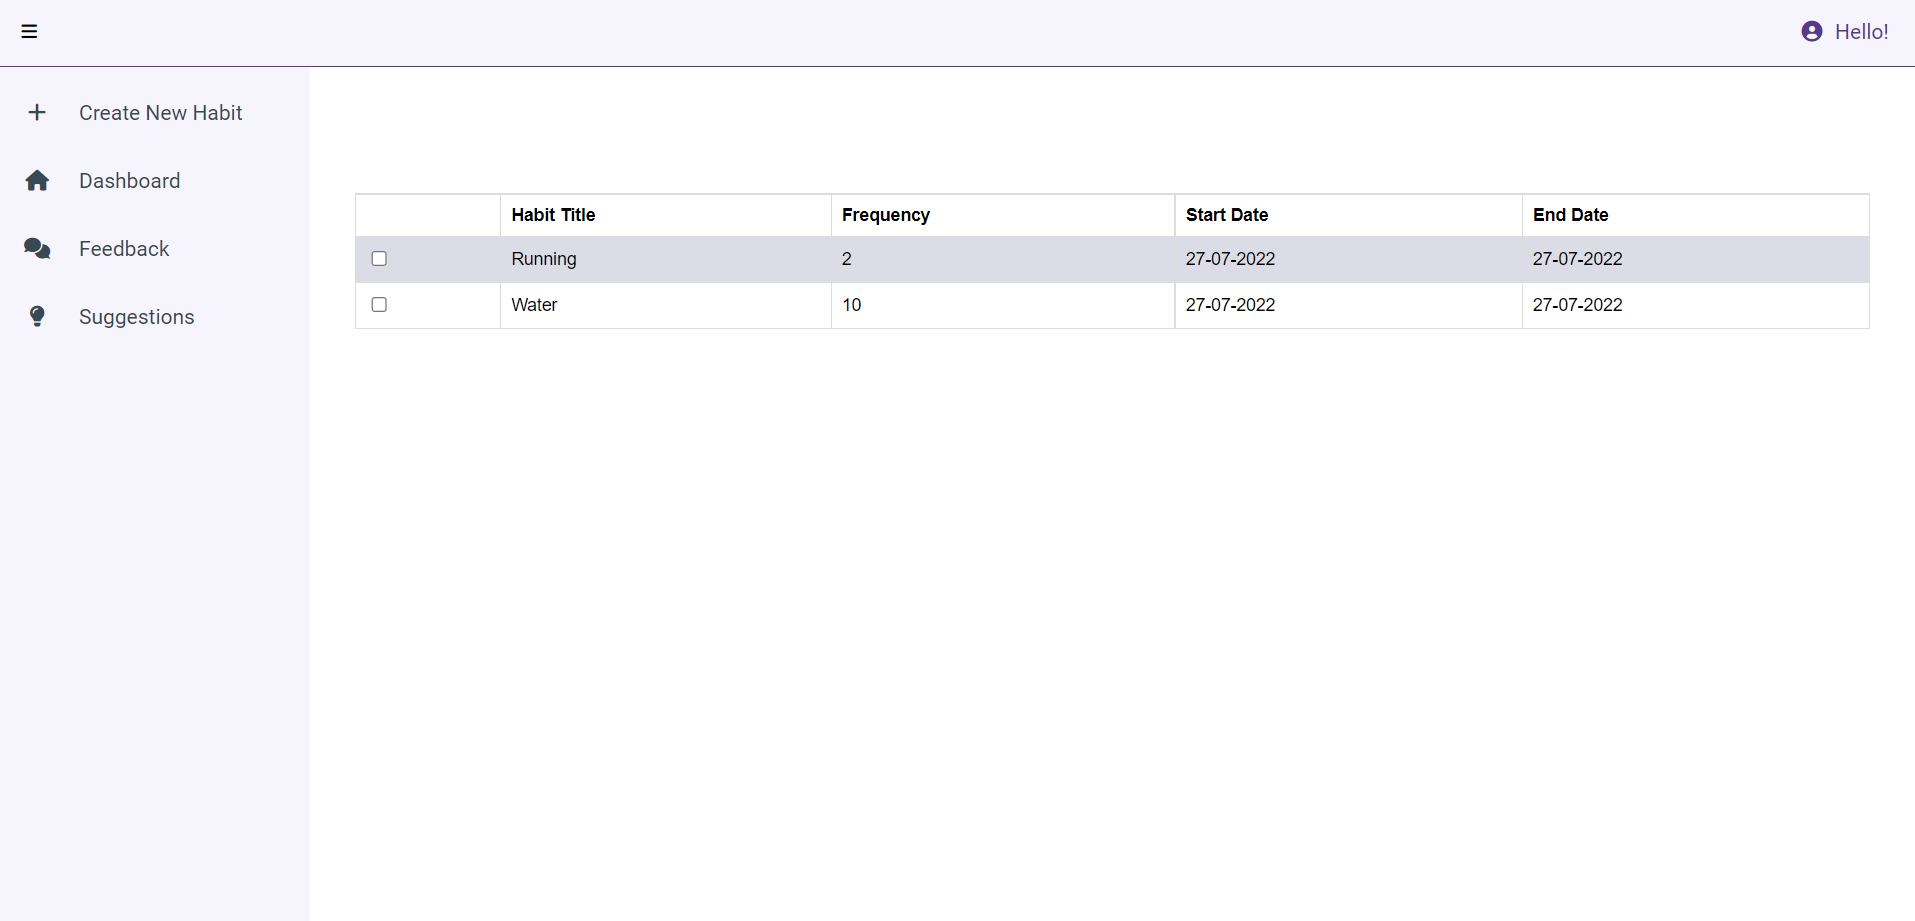 Hello!
Create New Habit
Dashboard
Feedback
Suggestions
Habit Title Frequency Start Date End Date
Running 2 27-07-2022 27-07-2022
Water 10 27-07-2022 27-07-2022